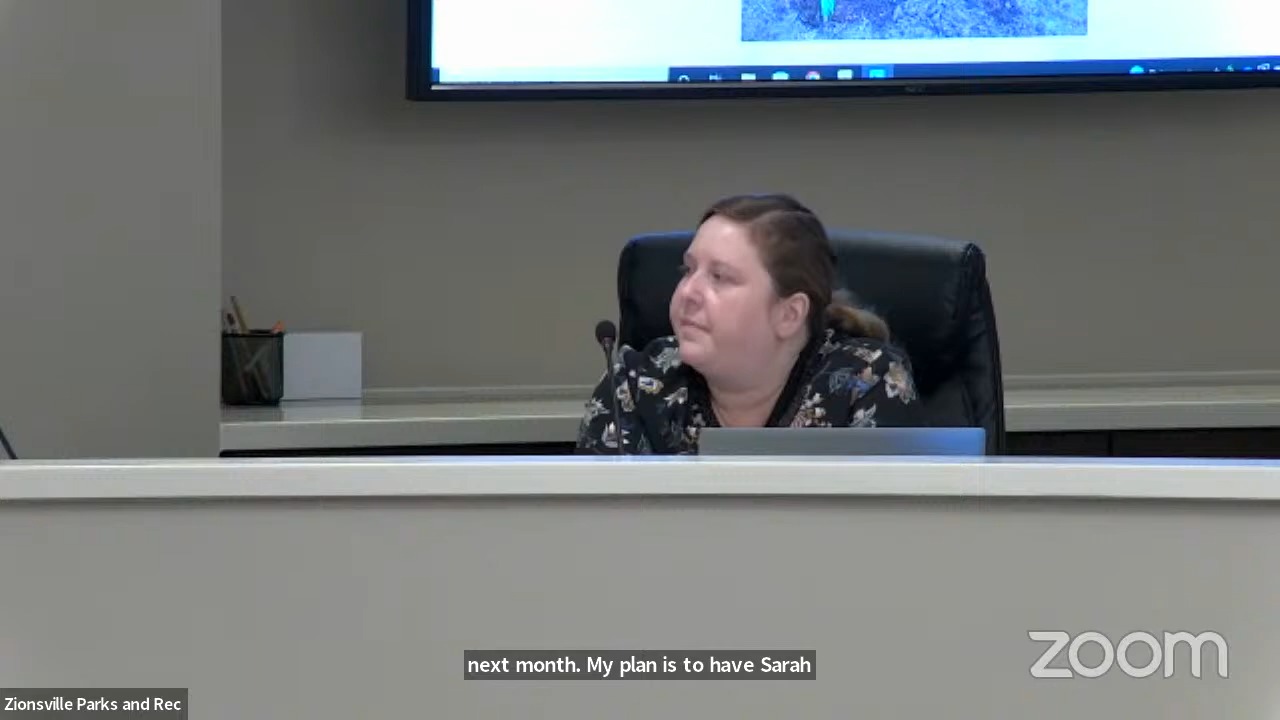 next month. My plan is to have Sarah
zoom
Zionsville Parks and Rec